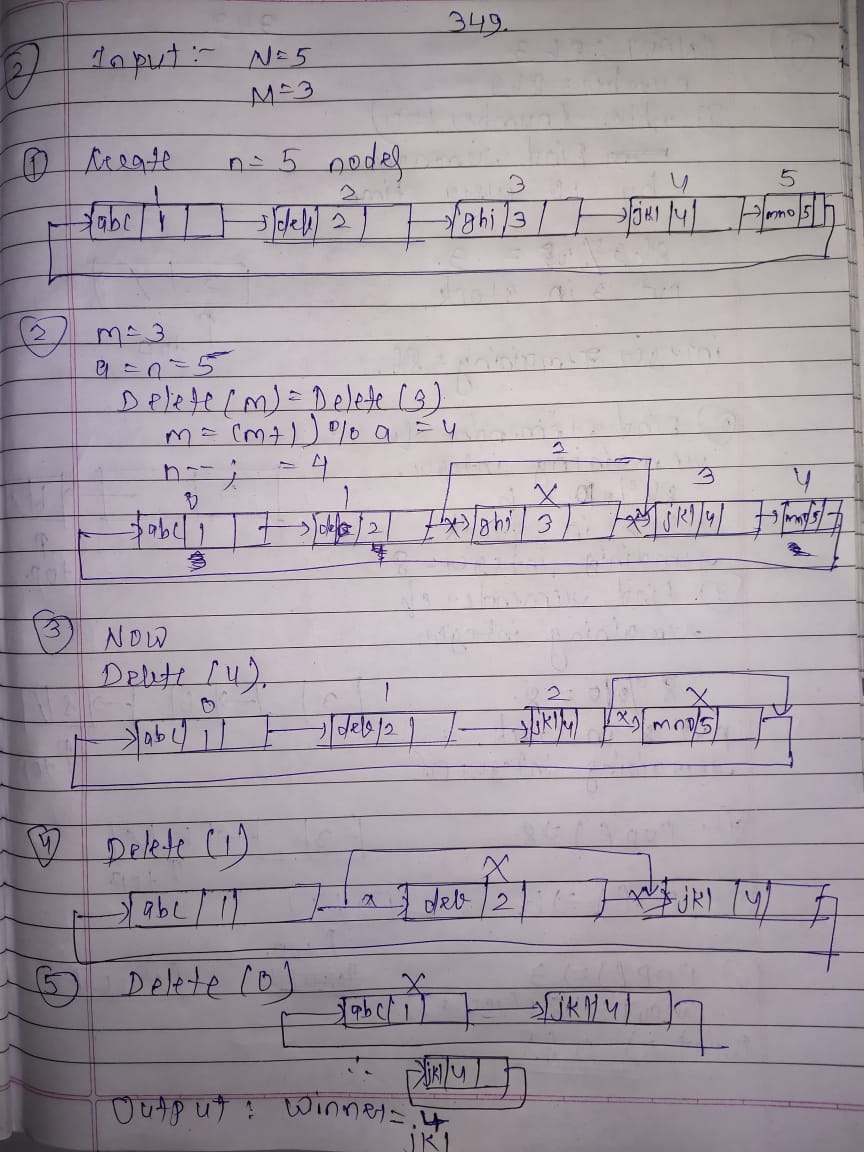 349.
② Input :- N=5
M=3
① Create n=5 nodes
1 2 3 4 5
abc 1 def 2 ghi 3 jkl 4 mno 5
② m=3
a=n=5
Delete(m)=Delete(3)
m=(m+1)%a=4
n--; =4
0 1 X 2 3 4
abc 1 def 2 x ghi 3 x jkl 4 mno 5
③ Now
Delete(4).
0 1 2 X
abc 1 def 2 jkl 4 x mno 5
④ Delete(1)
X
abc 1 x def 2 x jkl 4
⑤ Delete(0)
X
abc 1 jkl 4
∴ jkl 4
Output : Winner=4
jkl